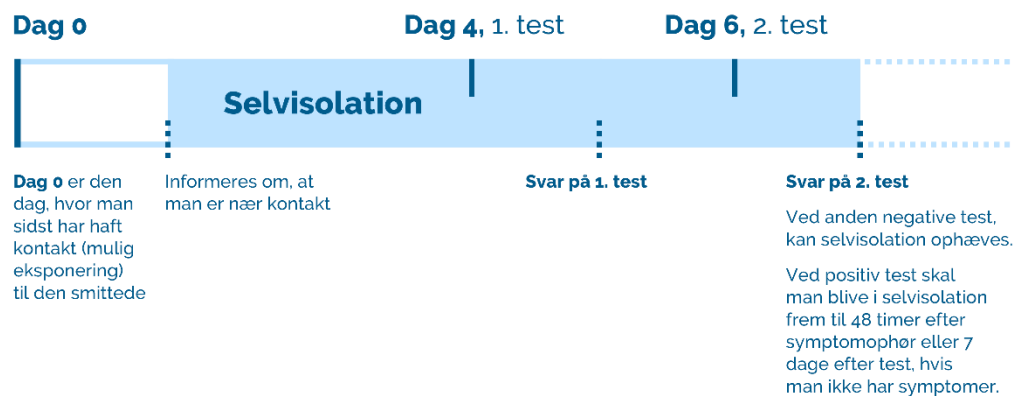 Dag 0
Dag 4, 1. test
Dag 6, 2. test
Selvisolation
Dag 0 er den
dag, hvor man
sidst har haft
kontakt (mulig
eksponering)
til den smittede
Informeres om, at
man er nær kontakt
Svar på 1. test
Svar på 2. test
Ved anden negative test,
kan selvisolation ophæves.
Ved positiv test skal
man blive i selvisolation
frem til 48 timer efter
symptomophør eller 7
dage efter test, hvis
man ikke har symptomer.